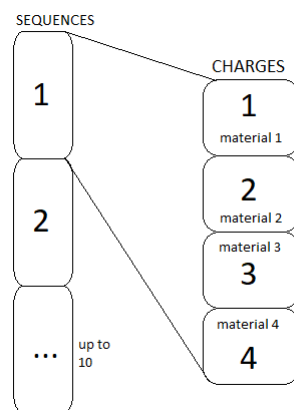 SEQUENCES
1
2
...
up to
10
CHARGES
1
material 1
2
material 2
material 3
3
material 4
4